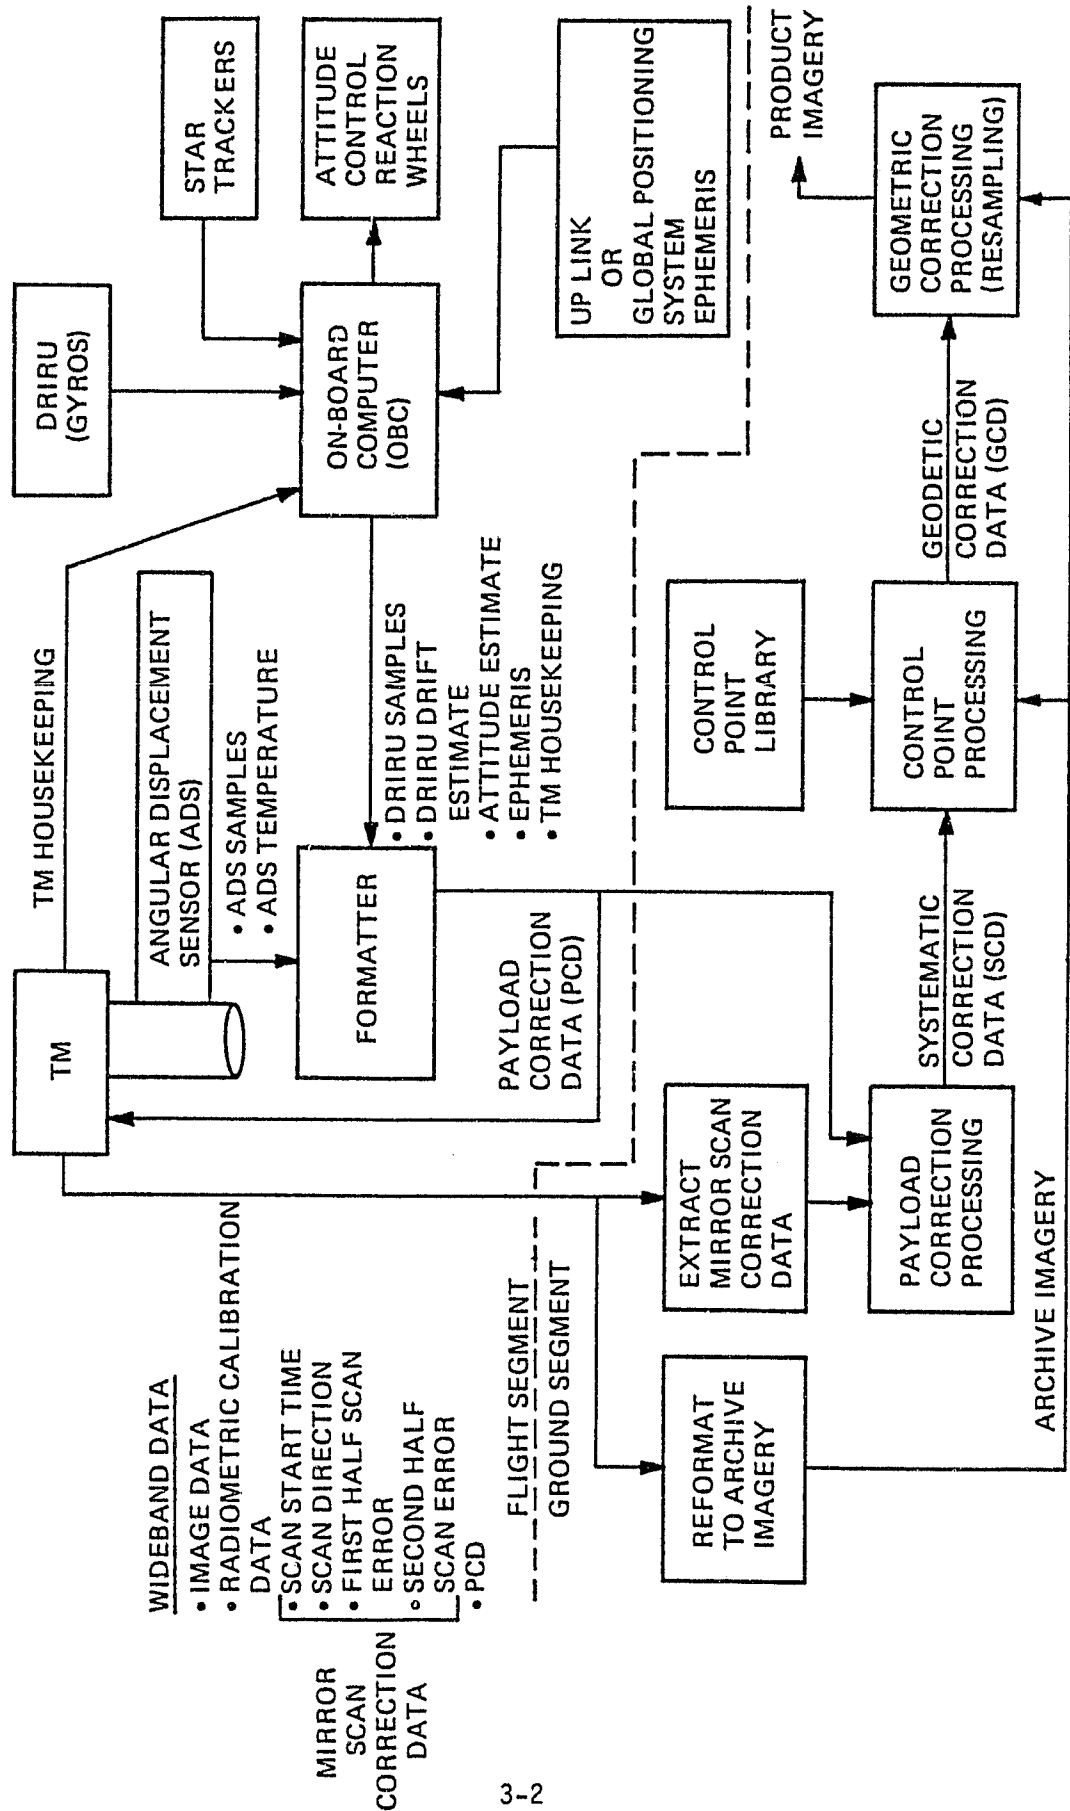 TM HOUSEKEEPING
TM
DRIRU
(GYROS)
STAR
TRACKERS
ANGULAR DISPLACEMENT
SENSOR (ADS)
• ADS SAMPLES
• ADS TEMPERATURE
ON-BOARD
COMPUTER
(OBC)
ATTITUDE
CONTROL
REACTION
WHEELS
WIDEBAND DATA
• IMAGE DATA
• RADIOMETRIC CALIBRATION
DATA
• SCAN START TIME
• SCAN DIRECTION
• FIRST HALF SCAN
ERROR
• SECOND HALF
SCAN ERROR
• PCD
MIRROR
SCAN
CORRECTION
DATA
FORMATTER
• DRIRU SAMPLES
• DRIRU DRIFT
ESTIMATE
• ATTITUDE ESTIMATE
• EPHEMERIS
• TM HOUSEKEEPING
PAYLOAD
CORRECTION
DATA (PCD)
UP LINK
OR
GLOBAL POSITIONING
SYSTEM
EPHEMERIS
FLIGHT SEGMENT
GROUND SEGMENT
REFORMAT
TO ARCHIVE
IMAGERY
EXTRACT
MIRROR SCAN
CORRECTION
DATA
CONTROL
POINT
LIBRARY
PRODUCT
IMAGERY
PAYLOAD
CORRECTION
PROCESSING
SYSTEMATIC
CORRECTION
DATA (SCD)
CONTROL
POINT
PROCESSING
GEODETIC
CORRECTION
DATA (GCD)
GEOMETRIC
CORRECTION
PROCESSING
(RESAMPLING)
ARCHIVE IMAGERY
3-2